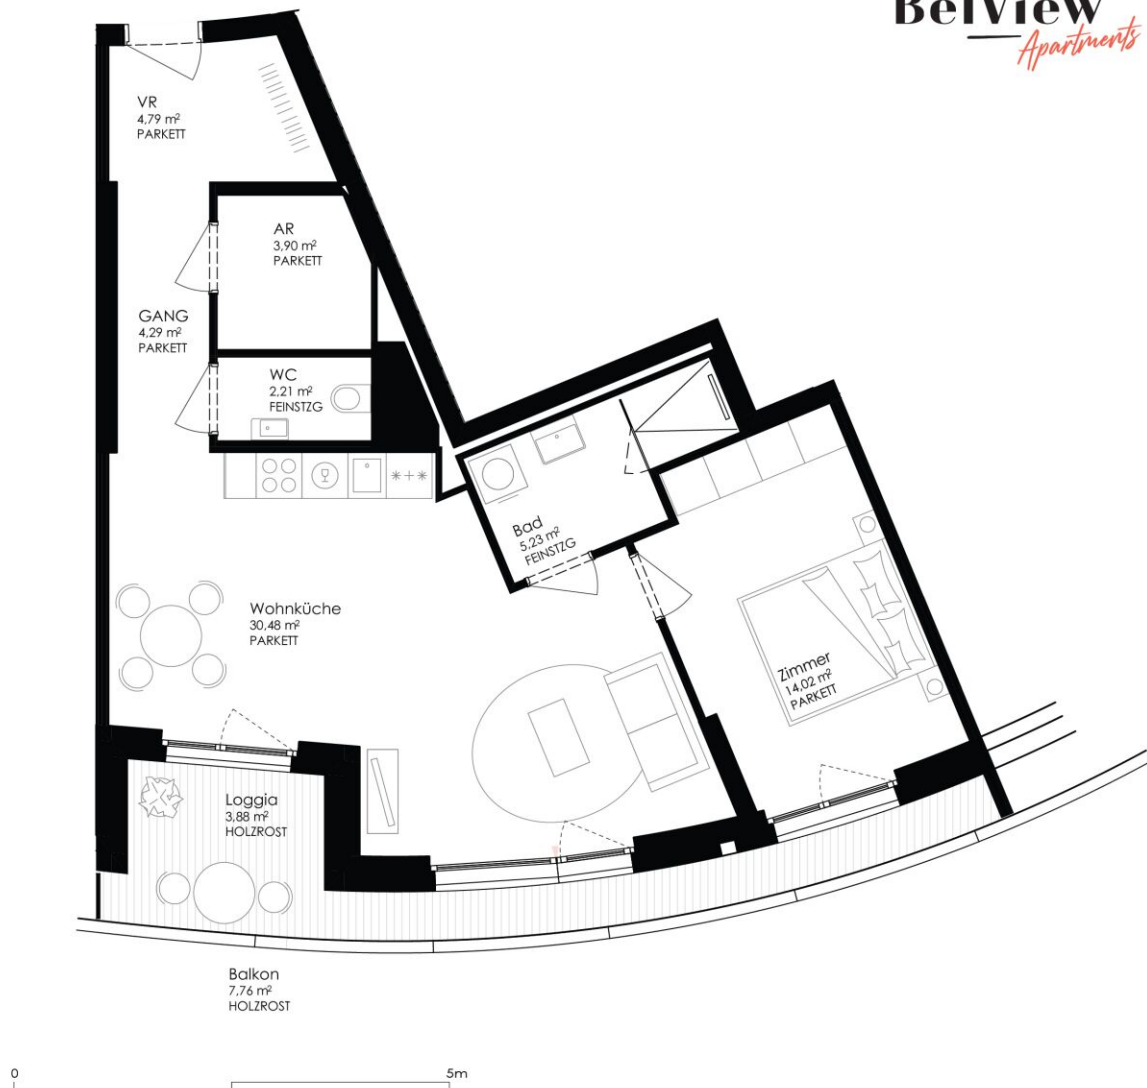 BelView
Apartments
VR
4,79 m²
PARKETT
AR
3,90 m²
PARKETT
GANG
4,29 m²
PARKETT
WC
2,21 m²
FEINSTZG
Bad
5,23 m²
FEINSTZG
Wohnküche
30,48 m²
PARKETT
Zimmer
14,02 m²
PARKETT
Loggia
3,88 m²
HOLZROST
Balkon
7,76 m²
HOLZROST
0 5m